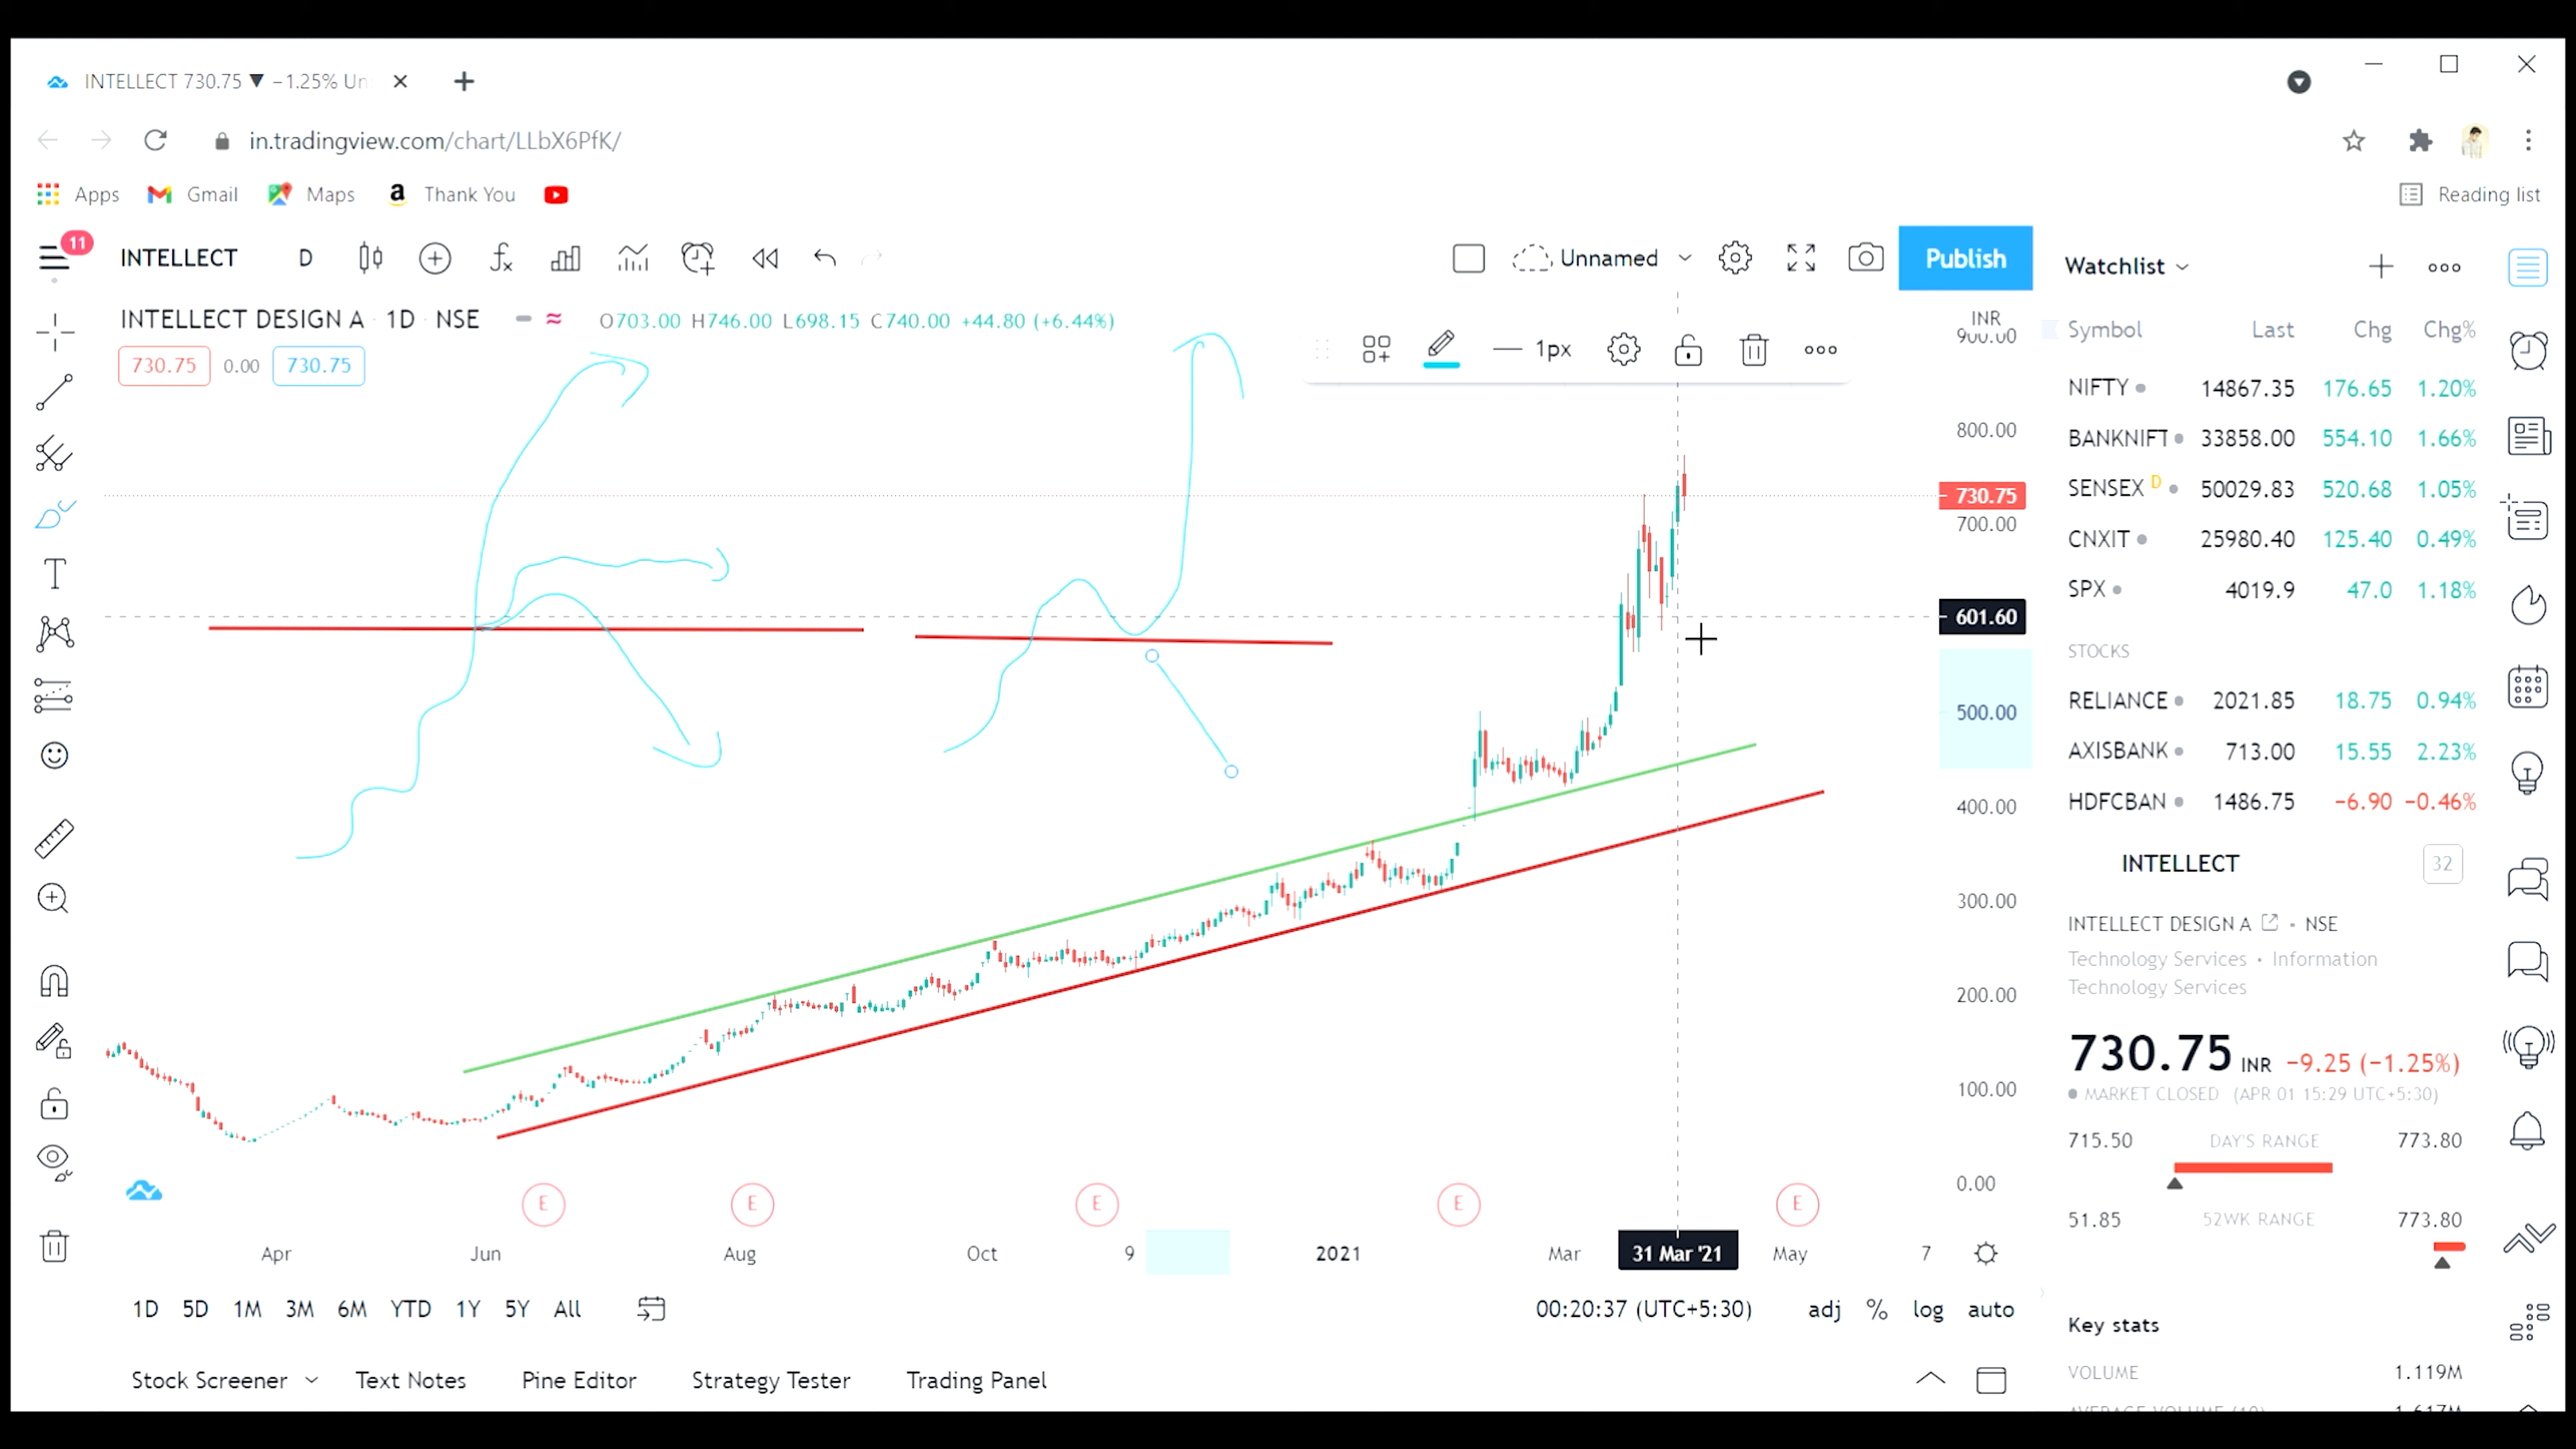 INTELLECT 730.75 ▼ −1.25% Un
in.tradingview.com/chart/LLbX6PfK/
Apps Gmail Maps Thank You Reading list
11
INTELLECT D Unnamed Publish
INTELLECT DESIGN A · 1D · NSE O703.00 H746.00 L698.15 C740.00 +44.80 (+6.44%)
730.75 0.00 730.75
1px
INR
900.00
800.00
730.75
700.00
601.60
500.00
400.00
300.00
200.00
100.00
0.00
E E E E E
Apr Jun Aug Oct 9 2021 Mar 31 Mar '21 May 7
1D 5D 1M 3M 6M YTD 1Y 5Y All 00:20:37 (UTC+5:30) adj % log auto
Stock Screener Text Notes Pine Editor Strategy Tester Trading Panel
Watchlist
Symbol Last Chg Chg%
NIFTY 14867.35 176.65 1.20%
BANKNIFT 33858.00 554.10 1.66%
SENSEX D 50029.83 520.68 1.05%
CNXIT 25980.40 125.40 0.49%
SPX 4019.9 47.0 1.18%
STOCKS
RELIANCE 2021.85 18.75 0.94%
AXISBANK 713.00 15.55 2.23%
HDFCBAN 1486.75 −6.90 −0.46%
INTELLECT 32
INTELLECT DESIGN A · NSE
Technology Services • Information
Technology Services
730.75 INR −9.25 (−1.25%)
MARKET CLOSED (APR 01 15:29 UTC+5:30)
715.50 DAY'S RANGE 773.80
51.85 52WK RANGE 773.80
Key stats
VOLUME 1.119M